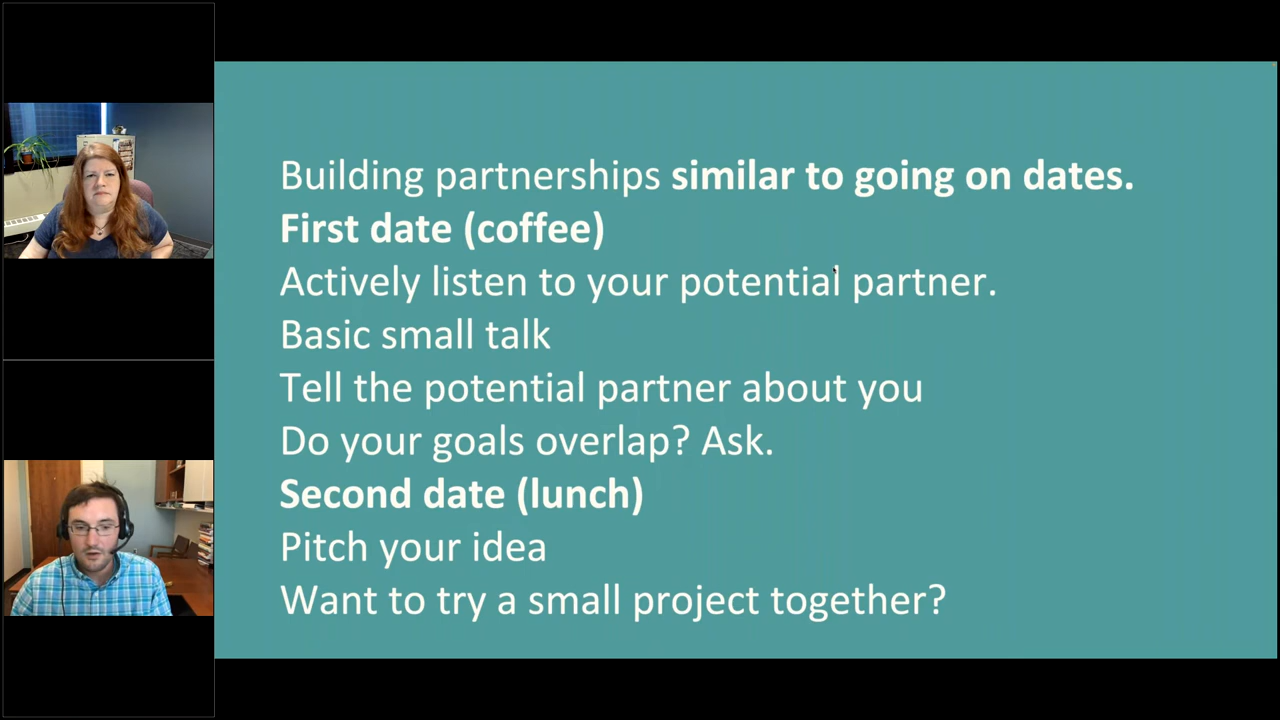 Building partnerships similar to going on dates.
First date (coffee)
Actively listen to your potential partner.
Basic small talk
Tell the potential partner about you
Do your goals overlap? Ask.
Second date (lunch)
Pitch your idea
Want to try a small project together?